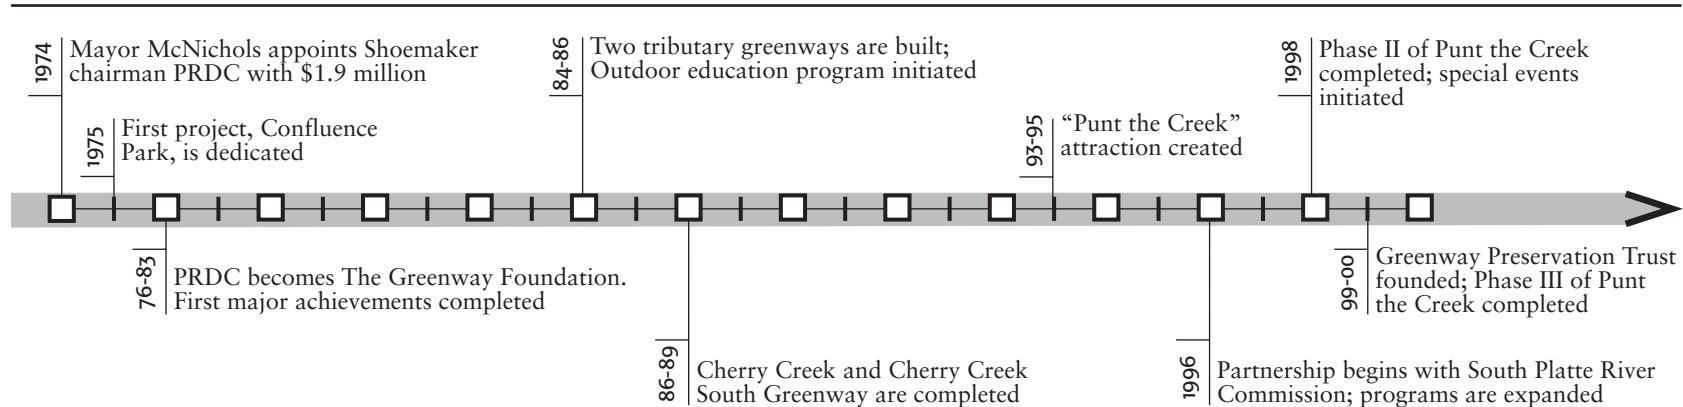 1974
Mayor McNichols appoints Shoemaker
chairman PRDC with $1.9 million
1975
First project, Confluence
Park, is dedicated
76-83
PRDC becomes The Greenway Foundation.
First major achievements completed
84-86
Two tributary greenways are built;
Outdoor education program initiated
86-89
Cherry Creek and Cherry Creek
South Greenway are completed
93-95
“Punt the Creek”
attraction created
1996
Partnership begins with South Platte River
Commission; programs are expanded
1998
Phase II of Punt the Creek
completed; special events
initiated
99-00
Greenway Preservation Trust
founded; Phase III of Punt
the Creek completed